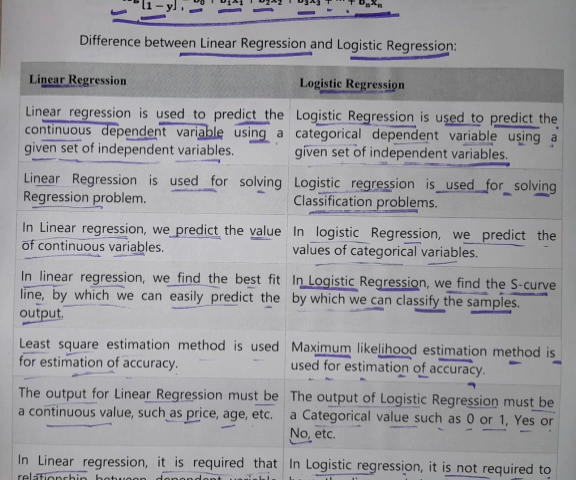 [1 − y]
Difference between Linear Regression and Logistic Regression:
Linear Regression
Logistic Regression
Linear regression is used to predict the
continuous dependent variable using a
given set of independent variables.
Logistic Regression is used to predict the
categorical dependent variable using a
given set of independent variables.
Linear Regression is used for solving
Regression problem.
Logistic regression is used for solving
Classification problems.
In Linear regression, we predict the value
of continuous variables.
In logistic Regression, we predict the
values of categorical variables.
In linear regression, we find the best fit
line, by which we can easily predict the
output.
In Logistic Regression, we find the S-curve
by which we can classify the samples.
Least square estimation method is used
for estimation of accuracy.
Maximum likelihood estimation method is
used for estimation of accuracy.
The output for Linear Regression must be
a continuous value, such as price, age, etc.
The output of Logistic Regression must be
a Categorical value such as 0 or 1, Yes or
No, etc.
In Linear regression, it is required that
relationship between dependent variable
In Logistic regression, it is not required to